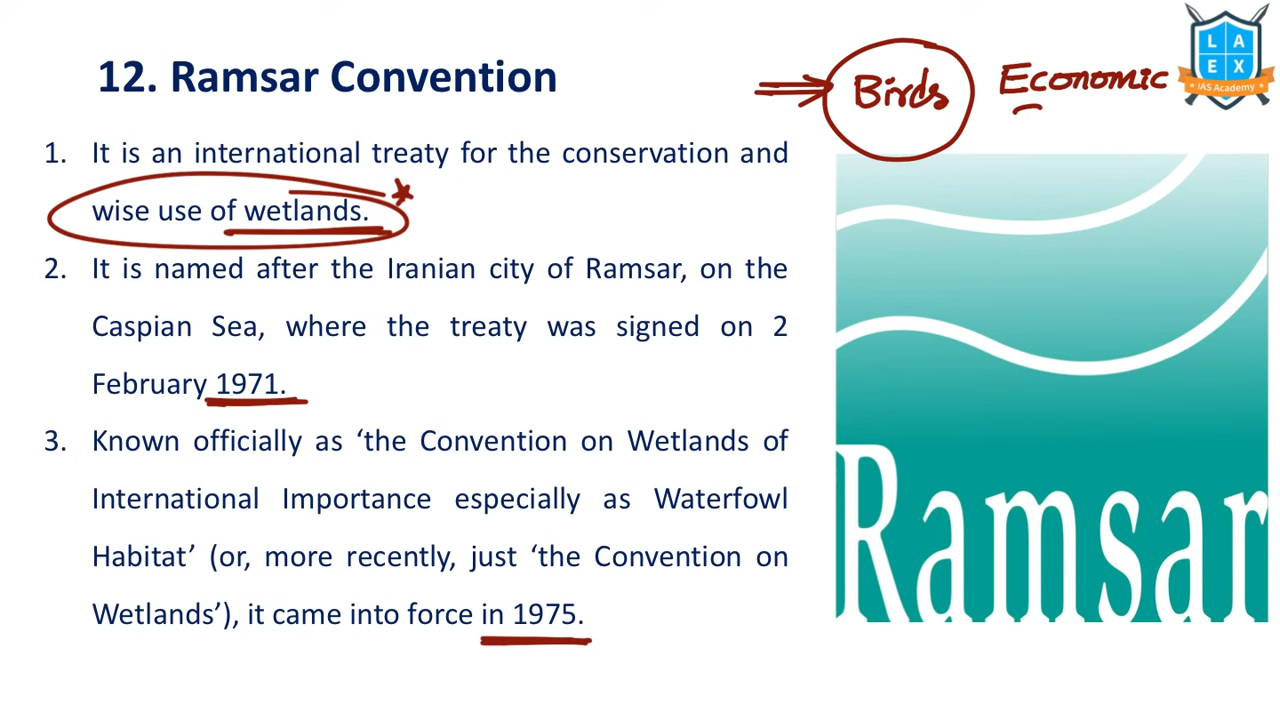 12. Ramsar Convention
Birds
Economic
L A
E X
IAS Academy
1. It is an international treaty for the conservation and
wise use of wetlands.
2. It is named after the Iranian city of Ramsar, on the
Caspian Sea, where the treaty was signed on 2
February 1971.
3. Known officially as ‘the Convention on Wetlands of
International Importance especially as Waterfowl
Habitat’ (or, more recently, just ‘the Convention on
Wetlands’), it came into force in 1975.
Ramsar